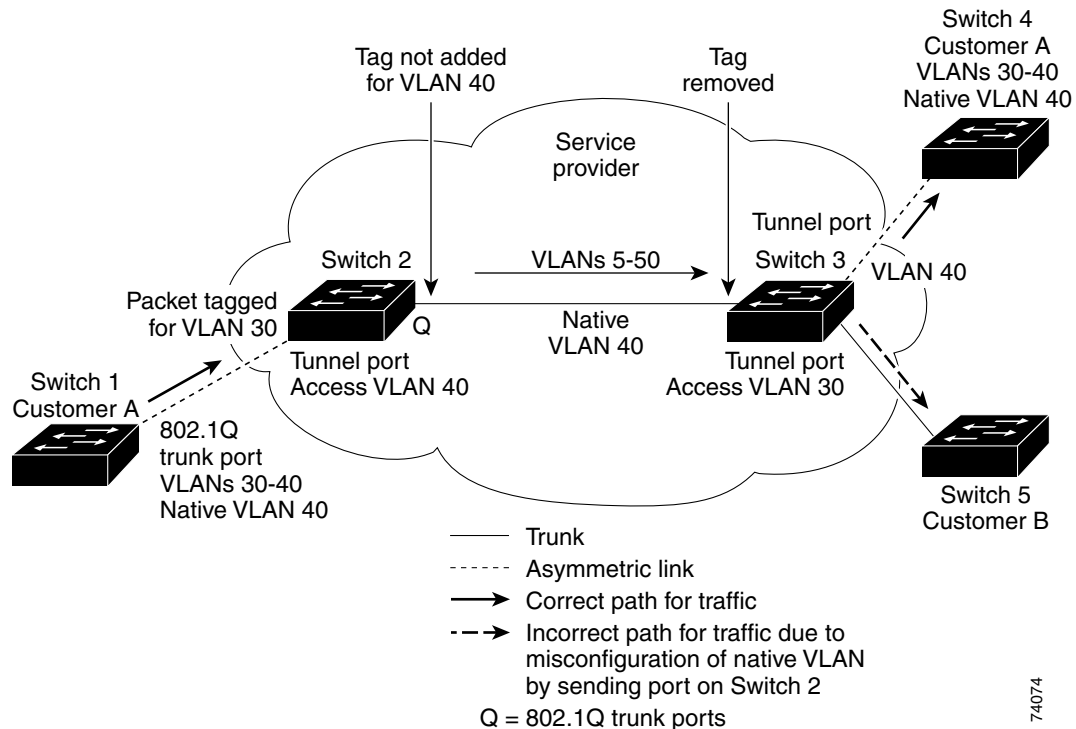 Tag not added
for VLAN 40
Tag
removed
Switch 4
Customer A
VLANs 30-40
Native VLAN 40
Service
provider
Tunnel port
Switch 2
VLANs 5-50
Switch 3
VLAN 40
Packet tagged
for VLAN 30
Q
Native
VLAN 40
Tunnel port
Access VLAN 40
Tunnel port
Access VLAN 30
Switch 1
Customer A
802.1Q
trunk port
VLANs 30-40
Native VLAN 40
Switch 5
Customer B
Trunk
Asymmetric link
Correct path for traffic
Incorrect path for traffic due to
misconfiguration of native VLAN
by sending port on Switch 2
Q = 802.1Q trunk ports
74074